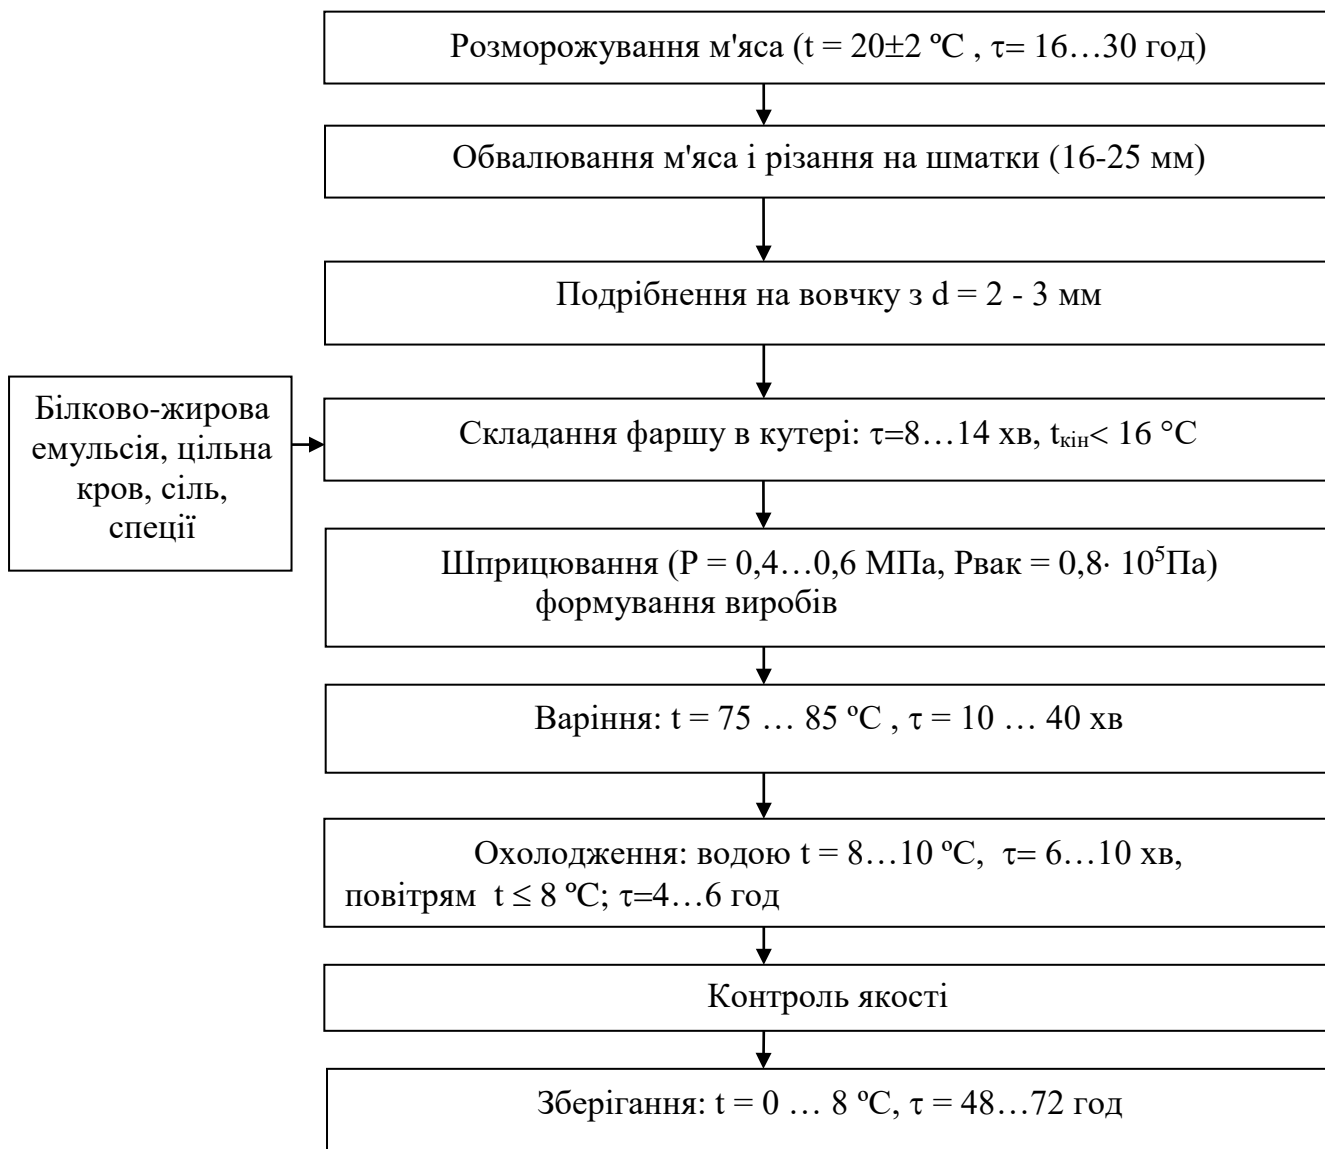 Розморожування м'яса (t = 20±2 ºС , τ= 16…30 год)
Обвалювання м'яса і різання на шматки (16-25 мм)
Подрібнення на вовчку з d = 2 - 3 мм
Білково-жирова
емульсія, цільна
кров, сіль,
спеції
Складання фаршу в кутері: τ=8…14 хв, tкін< 16 °С
Шприцювання (Р = 0,4…0,6 МПа, Рвак = 0,8· 10⁵Па)
формування виробів
Варіння: t = 75 … 85 ºС , τ = 10 … 40 хв
Охолодження: водою t = 8…10 ºС, τ= 6…10 хв,
повітрям t ≤ 8 ºС; τ=4…6 год
Контроль якості
Зберігання: t = 0 … 8 ºС, τ = 48…72 год